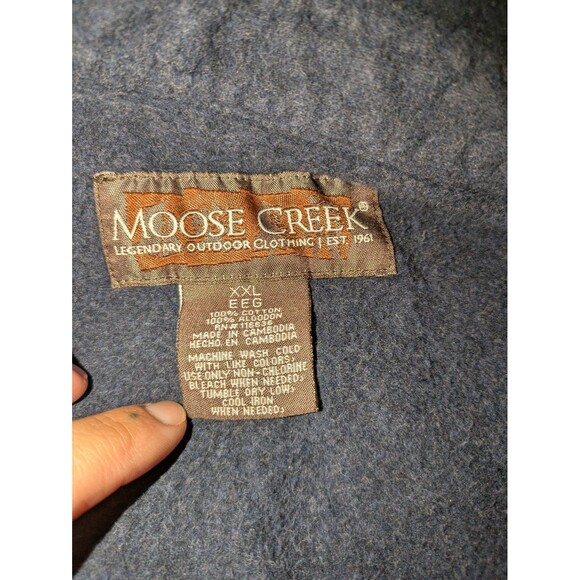 MOOSE CREEK®
LEGENDARY OUTDOOR CLOTHING | EST. 1961
XXL
EEG
100% COTTON
100% ALGODON
RN# 116636
MADE IN CAMBODIA
HECHO EN CAMBODIA
MACHINE WASH COLD
WITH LIKE COLORS;
USE ONLY NON-CHLORINE
BLEACH WHEN NEEDED;
TUMBLE DRY LOW;
COOL IRON
WHEN NEEDED;